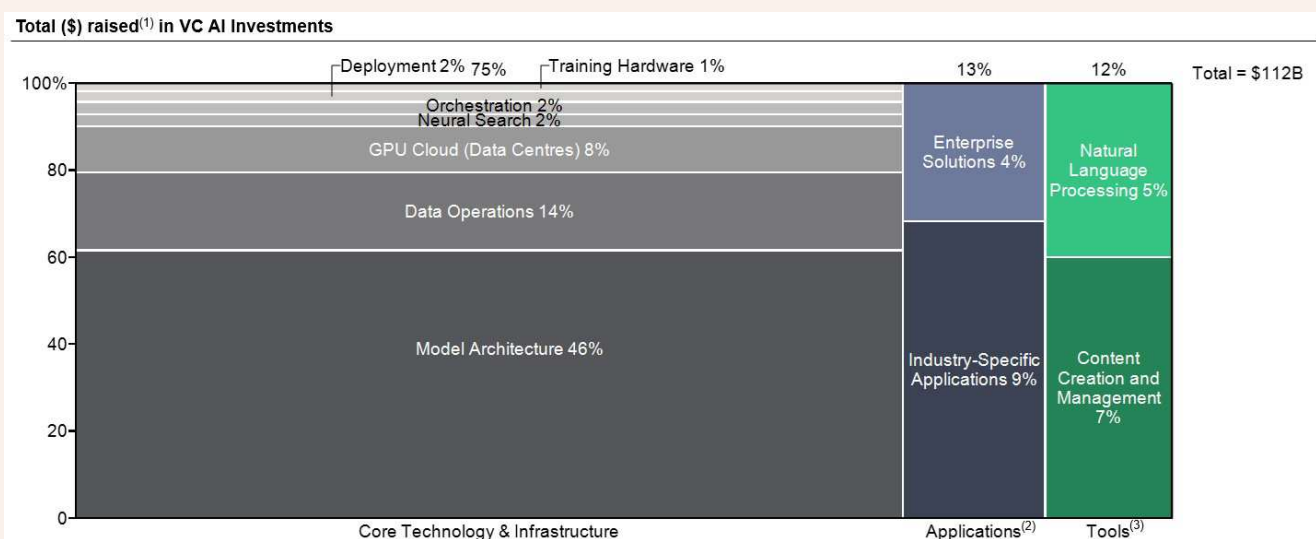 Total ($) raised(1) in VC AI Investments
Deployment 2%
75%
Training Hardware 1%
13%
12%
Total = $112B
100%
80
60
40
20
0
Orchestration 2%
Neural Search 2%
GPU Cloud (Data Centres) 8%
Data Operations 14%
Model Architecture 46%
Enterprise
Solutions 4%
Industry-Specific
Applications 9%
Natural
Language
Processing 5%
Content
Creation and
Management
7%
Core Technology & Infrastructure
Applications(2)
Tools(3)